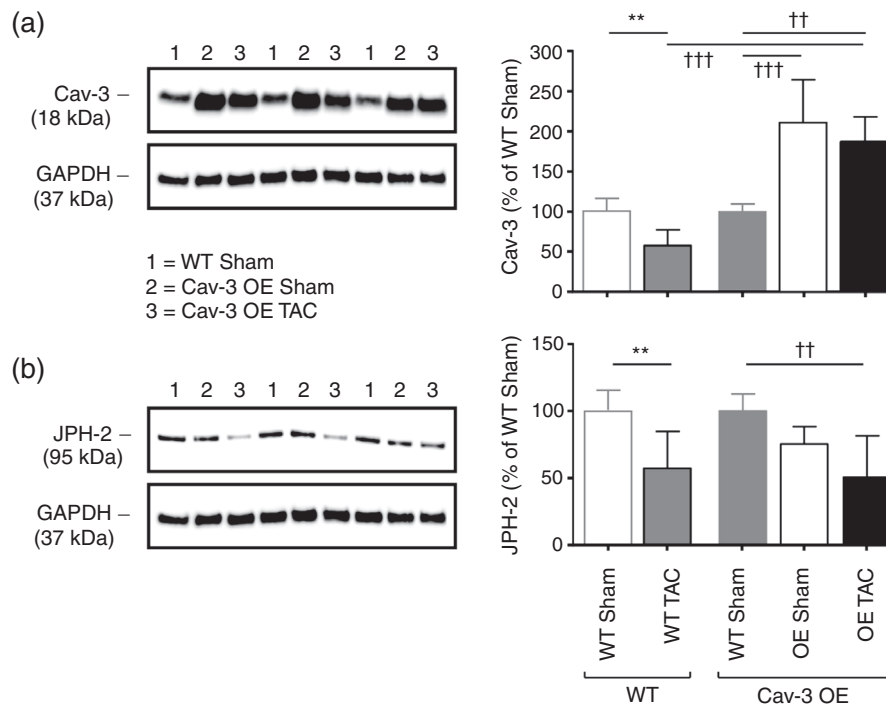 (a)
1 2 3 1 2 3 1 2 3
Cav-3 –
(18 kDa)
GAPDH –
(37 kDa)
1 = WT Sham
2 = Cav-3 OE Sham
3 = Cav-3 OE TAC
Cav-3 (% of WT Sham)
300
250
200
150
100
50
0
**
††
†††
†††
(b)
1 2 3 1 2 3 1 2 3
JPH-2 –
(95 kDa)
GAPDH –
(37 kDa)
JPH-2 (% of WT Sham)
150
100
50
0
**
††
WT Sham
WT TAC
WT Sham
OE Sham
OE TAC
WT
Cav-3 OE